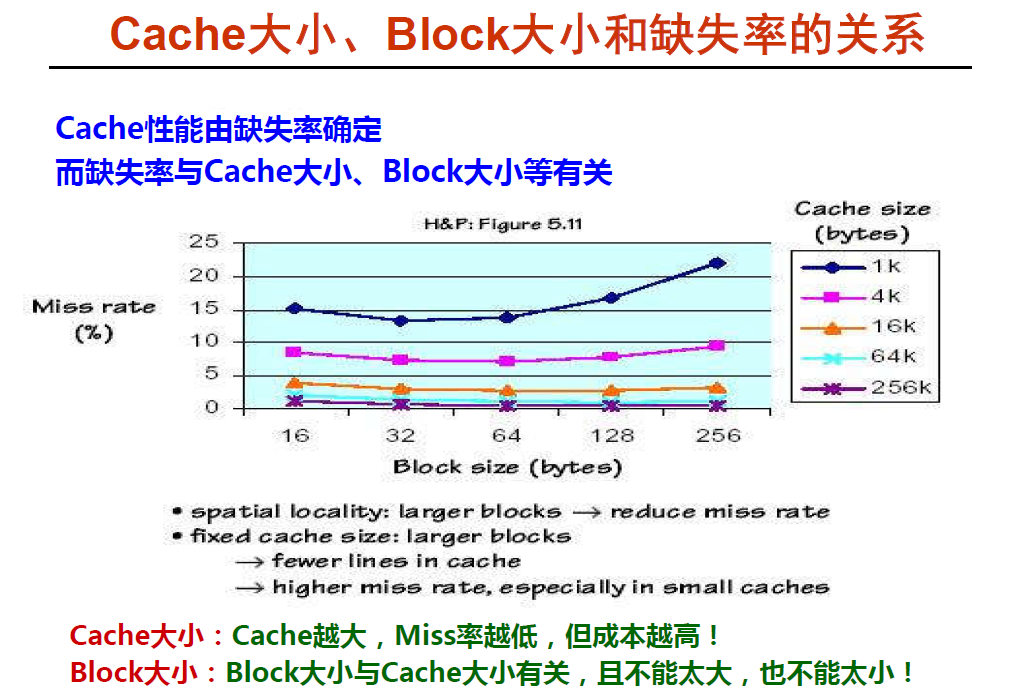 Cache大小、Block大小和缺失率的关系
Cache性能由缺失率确定
而缺失率与Cache大小、Block大小等有关
H&P: Figure 5.11
Cache size
(bytes)
25
20
15
10
5
0
Miss rate
(%)
1k
4k
16k
64k
256k
16 32 64 128 256
Block size (bytes)
• spatial locality: larger blocks → reduce miss rate
• fixed cache size: larger blocks
→ fewer lines in cache
→ higher miss rate, especially in small caches
Cache大小：Cache越大，Miss率越低，但成本越高！
Block大小：Block大小与Cache大小有关，且不能太大，也不能太小！